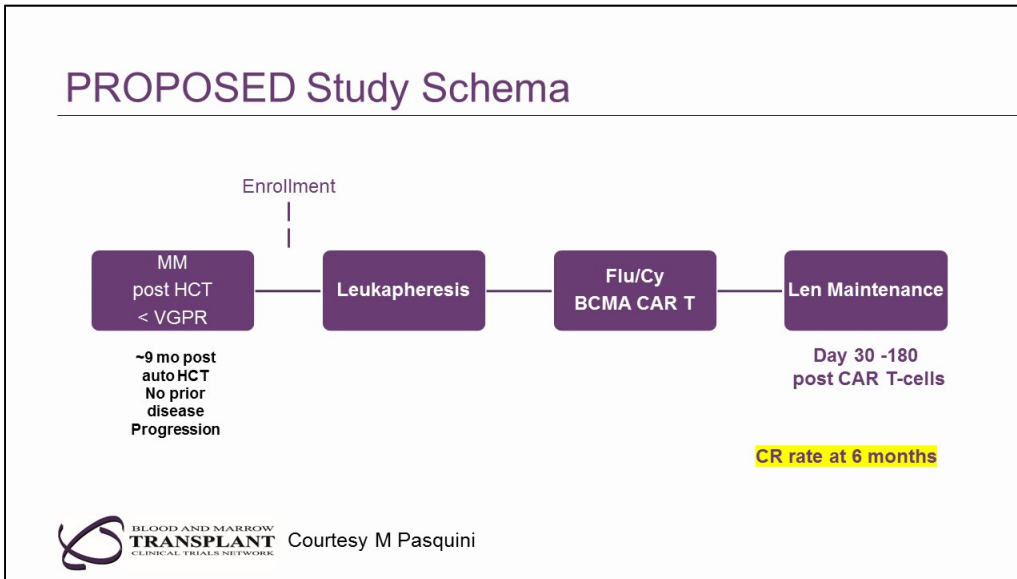 PROPOSED Study Schema
Enrollment
MM
post HCT
< VGPR
Leukapheresis
Flu/Cy
BCMA CAR T
Len Maintenance
~9 mo post
auto HCT
No prior
disease
Progression
Day 30 -180
post CAR T-cells
CR rate at 6 months
BLOOD AND MARROW
TRANSPLANT
CLINICAL TRIALS NETWORK
Courtesy M Pasquini